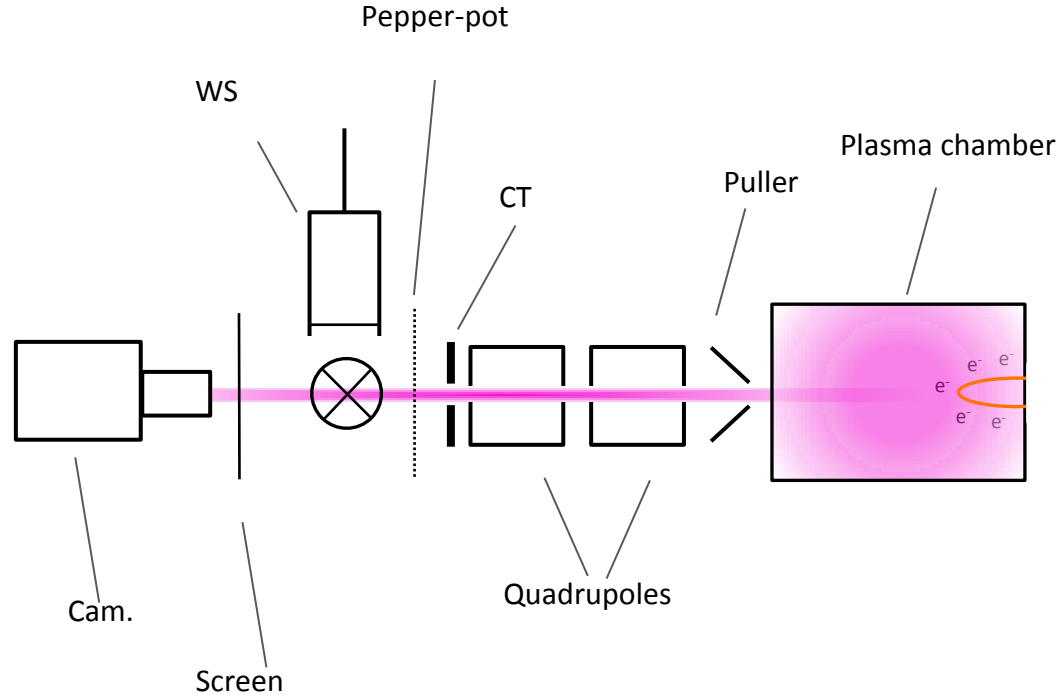 Pepper-pot
WS
Plasma chamber
Puller
CT
e-
e-
e-
e-
e-
Quadrupoles
Cam.
Screen